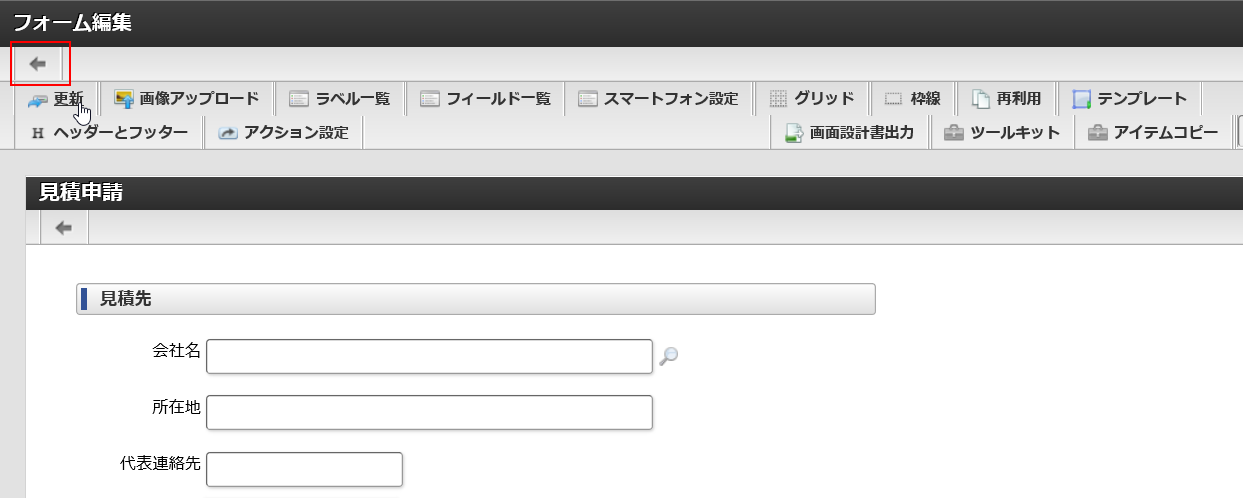 フォーム編集
更新 画像アップロード ラベル一覧 フィールド一覧 スマートフォン設定 グリッド 枠線 再利用 テンプレート
H ヘッダーとフッター アクション設定 画面設計書出力 ツールキット アイテムコピー
見積申請
見積先
会社名
所在地
代表連絡先